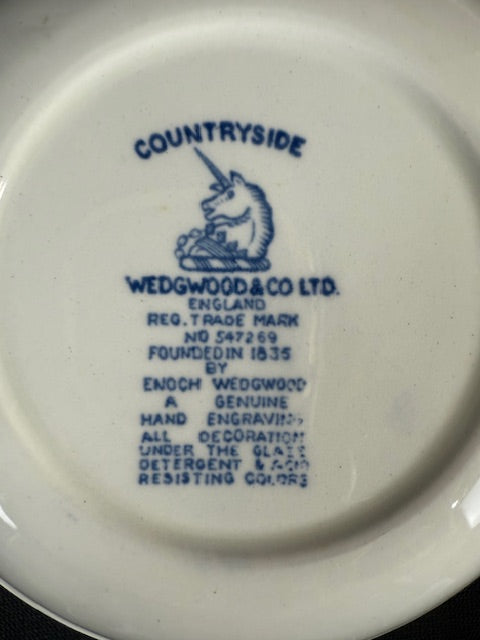 COUNTRYSIDE
WEDGWOOD & CO LTD.
ENGLAND
REG. TRADE MARK
NO 547269
FOUNDED IN 1835
BY
ENOCH WEDGWOOD
A GENUINE
HAND ENGRAVING
ALL DECORATION
UNDER THE GLAZE
DETERGENT & ACID
RESISTING COLORS